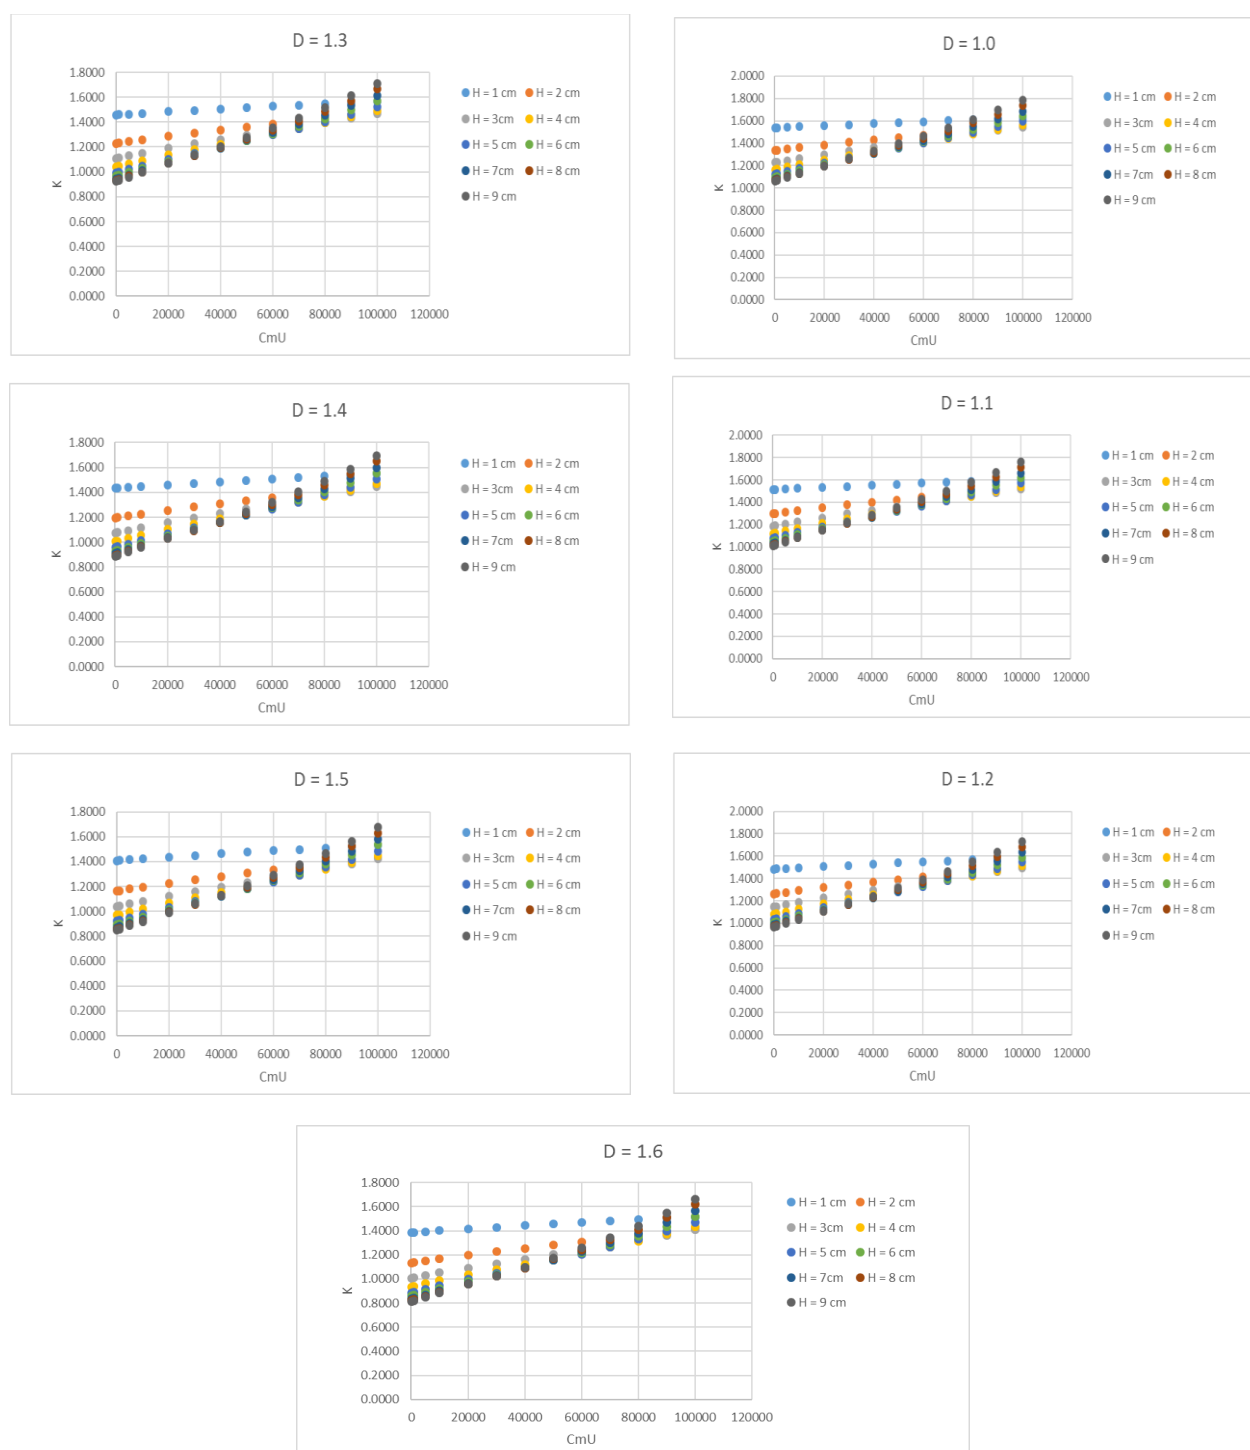 D = 1.3
1.8000
1.6000
1.4000
1.2000
1.0000
0.8000
0.6000
0.4000
0.2000
0.0000
K
0 20000 40000 60000 80000 100000 120000
CmU
H = 1 cm H = 2 cm
H = 3cm H = 4 cm
H = 5 cm H = 6 cm
H = 7cm H = 8 cm
H = 9 cm
D = 1.0
2.0000
1.8000
1.6000
1.4000
1.2000
1.0000
0.8000
0.6000
0.4000
0.2000
0.0000
K
0 20000 40000 60000 80000 100000 120000
CmU
H = 1 cm H = 2 cm
H = 3cm H = 4 cm
H = 5 cm H = 6 cm
H = 7cm H = 8 cm
H = 9 cm
D = 1.4
1.8000
1.6000
1.4000
1.2000
1.0000
0.8000
0.6000
0.4000
0.2000
0.0000
K
0 20000 40000 60000 80000 100000 120000
CmU
H = 1 cm H = 2 cm
H = 3cm H = 4 cm
H = 5 cm H = 6 cm
H = 7cm H = 8 cm
H = 9 cm
D = 1.1
2.0000
1.8000
1.6000
1.4000
1.2000
1.0000
0.8000
0.6000
0.4000
0.2000
0.0000
K
0 20000 40000 60000 80000 100000 120000
CmU
H = 1 cm H = 2 cm
H = 3cm H = 4 cm
H = 5 cm H = 6 cm
H = 7cm H = 8 cm
H = 9 cm
D = 1.5
1.8000
1.6000
1.4000
1.2000
1.0000
0.8000
0.6000
0.4000
0.2000
0.0000
K
0 20000 40000 60000 80000 100000 120000
CmU
H = 1 cm H = 2 cm
H = 3cm H = 4 cm
H = 5 cm H = 6 cm
H = 7cm H = 8 cm
H = 9 cm
D = 1.2
2.0000
1.8000
1.6000
1.4000
1.2000
1.0000
0.8000
0.6000
0.4000
0.2000
0.0000
K
0 20000 40000 60000 80000 100000 120000
CmU
H = 1 cm H = 2 cm
H = 3cm H = 4 cm
H = 5 cm H = 6 cm
H = 7cm H = 8 cm
H = 9 cm
D = 1.6
1.8000
1.6000
1.4000
1.2000
1.0000
0.8000
0.6000
0.4000
0.2000
0.0000
K
0 20000 40000 60000 80000 100000 120000
CmU
H = 1 cm H = 2 cm
H = 3cm H = 4 cm
H = 5 cm H = 6 cm
H = 7cm H = 8 cm
H = 9 cm